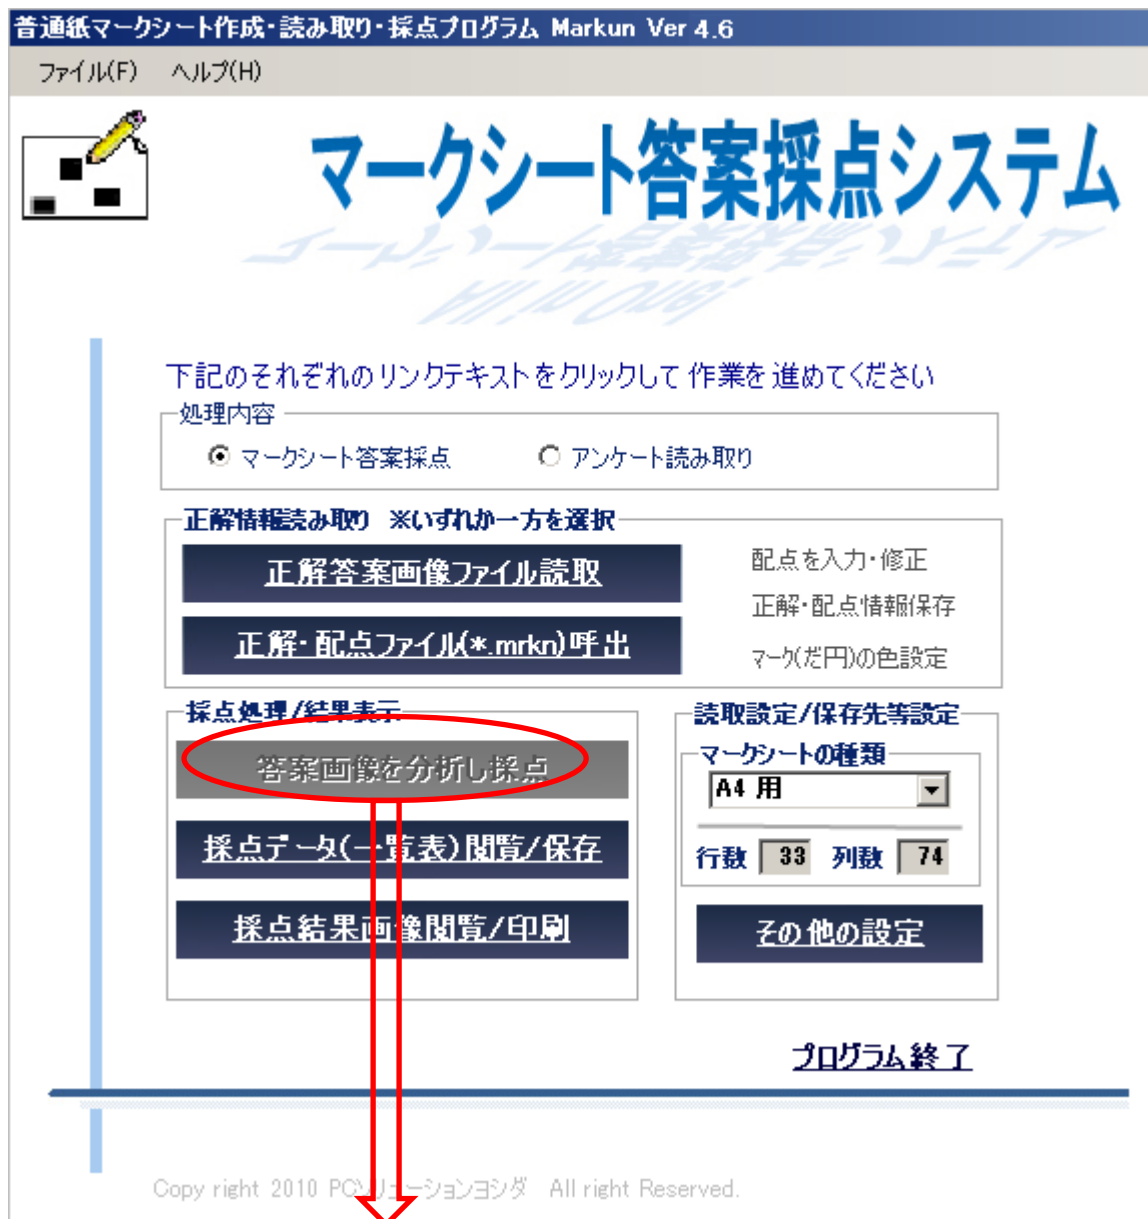 普通紙マークシート作成・読み取り・採点プログラム Markun Ver 4.6
ファイル(F) ヘルプ(H)
マークシート答案採点システム
下記のそれぞれのリンクテキストをクリックして作業を進めてください
処理内容
マークシート答案採点 アンケート読み取り
正解情報読み取り ※いずれか一方を選択
正解答案画像ファイル読取
配点を入力・修正
正解・配点情報保存
正解・配点ファイル(*.mrkn)呼出
マーク(だ円)の色設定
採点処理/結果表示
答案画像を分析し採点
採点データ(一覧表)閲覧/保存
採点結果画像閲覧/印刷
読取設定/保存先等設定
マークシートの種類
A4 用
行数 33 列数 74
その他の設定
プログラム終了
Copy right 2010 PCソリューションヨシダ All right Reserved.